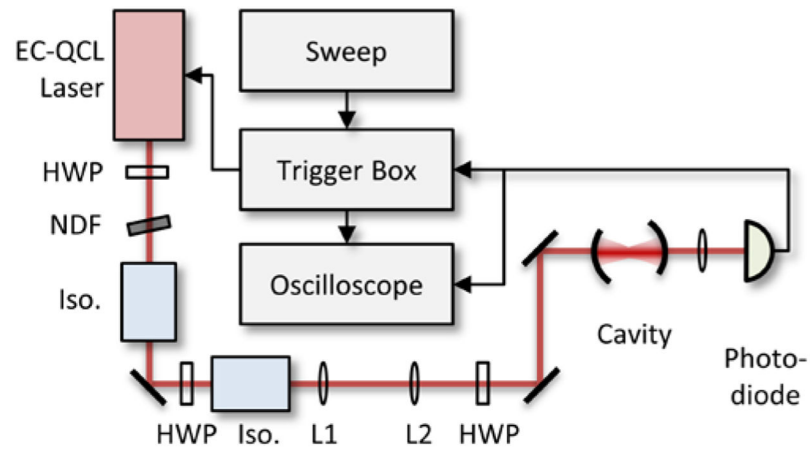 EC-QCL
Laser
Sweep
Trigger Box
Oscilloscope
HWP
NDF
Iso.
Cavity
Photo-
diode
HWP
Iso.
L1
L2
HWP